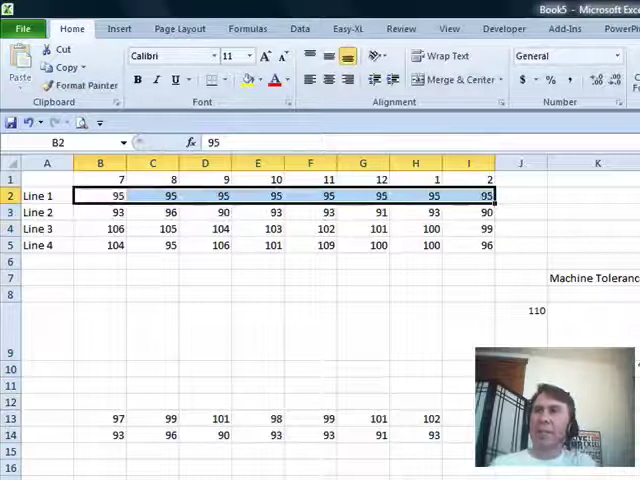 Book5 - Microsoft Exce
File Home Insert Page Layout Formulas Data Easy-XL Review View Developer Add-Ins PowerPi
Paste Cut Calibri 11 A A Wrap Text General
Copy
Format Painter B I U A Merge & Center $ % ,
Clipboard Font Alignment Number
B2 fx 95
A B C D E F G H I J K
1 7 8 9 10 11 12 1 2
2 Line 1 95 95 95 95 95 95 95 95
3 Line 2 93 96 90 93 93 91 93 90
4 Line 3 106 105 104 103 102 101 100 99
5 Line 4 104 95 106 101 109 100 100 96
6
7 Machine Toleranc
8
110
9
10
11
12
13 97 99 101 98 99 101 102
14 93 96 90 93 93 91 93
15
16